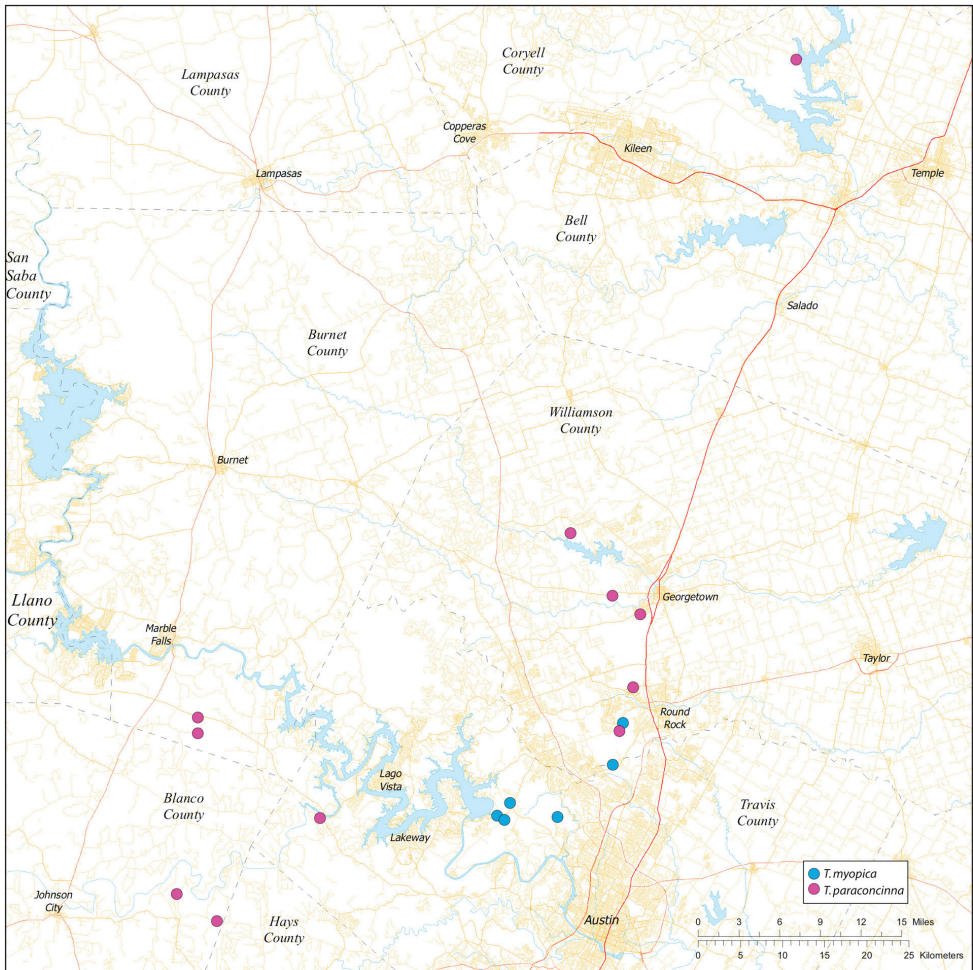 Coryell
County
Lampasas
County
Copperas
Cove
Kileen
Lampasas
Temple
Bell
County
San
Saba
County
Salado
Burnet
County
Williamson
County
Burnet
Llano
County
Georgetown
Marble
Falls
Taylor
Round
Rock
Lago
Vista
Blanco
County
Travis
County
Lakeway
T. myopica
T. paraconcinna
Johnson
City
Hays
County
Austin
0 3 6 9 12 15 Miles
0 5 10 15 20 25 Kilometers